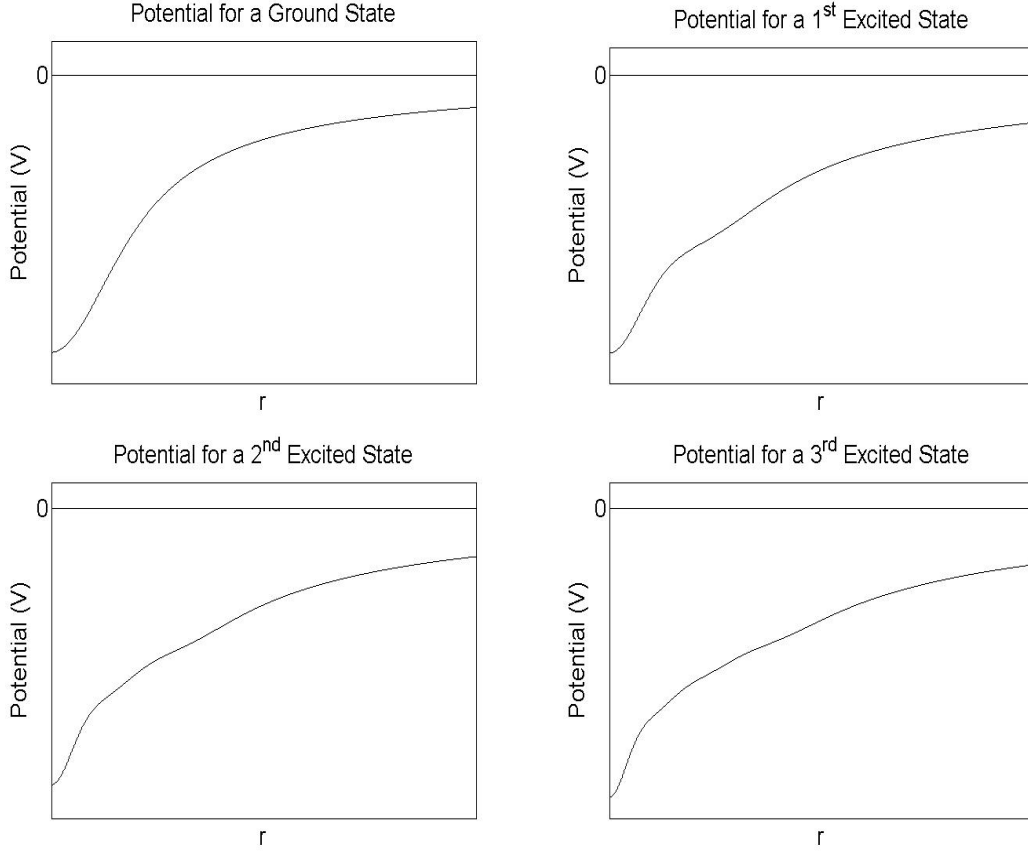 Potential for a Ground State
0
Potential (V)
r
Potential for a 1st Excited State
0
Potential (V)
r
Potential for a 2nd Excited State
0
Potential (V)
r
Potential for a 3rd Excited State
0
Potential (V)
r